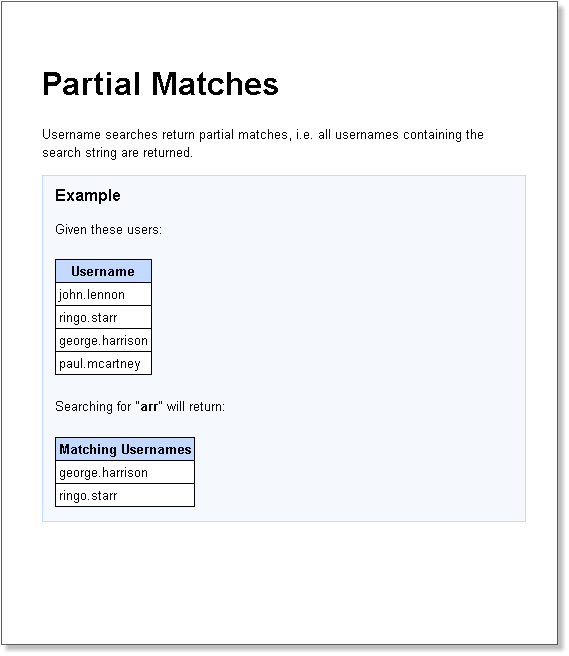 Partial Matches
Username searches return partial matches, i.e. all usernames containing the
search string are returned.
Example
Given these users:
Username
john.lennon
ringo.starr
george.harrison
paul.mcartney
Searching for "arr" will return:
Matching Usernames
george.harrison
ringo.starr